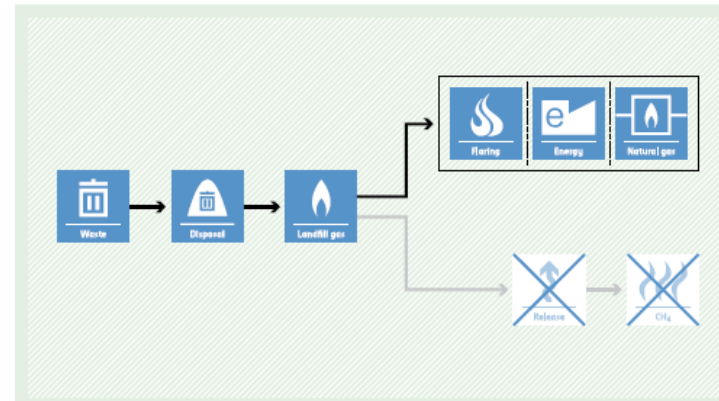 Flaring
e
Energy
Natural gas
Waste
Disposal
Landfill gas
Release
CH₄